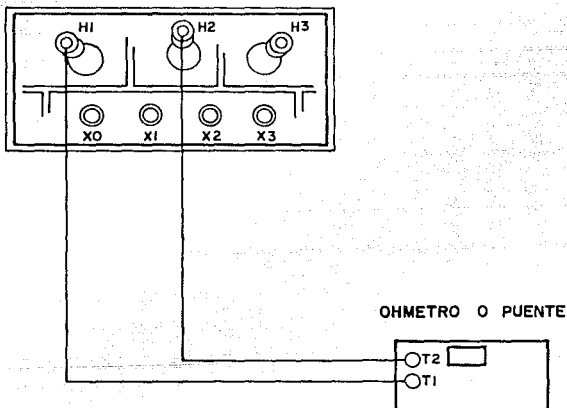 H1 H2 H3
X0 X1 X2 X3
OHMETRO O PUENTE
T2
T1